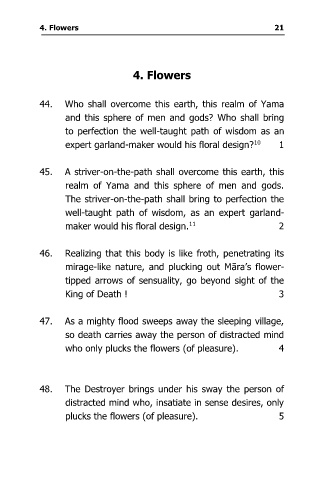 4. Flowers 21
4. Flowers
44. Who shall overcome this earth, this realm of Yama
and this sphere of men and gods? Who shall bring
to perfection the well-taught path of wisdom as an
expert garland-maker would his floral design?10 1
45. A striver-on-the-path shall overcome this earth, this
realm of Yama and this sphere of men and gods.
The striver-on-the-path shall bring to perfection the
well-taught path of wisdom, as an expert garland-
maker would his floral design.11 2
46. Realizing that this body is like froth, penetrating its
mirage-like nature, and plucking out Māra's flower-
tipped arrows of sensuality, go beyond sight of the
King of Death ! 3
47. As a mighty flood sweeps away the sleeping village,
so death carries away the person of distracted mind
who only plucks the flowers (of pleasure). 4
48. The Destroyer brings under his sway the person of
distracted mind who, insatiate in sense desires, only
plucks the flowers (of pleasure). 5